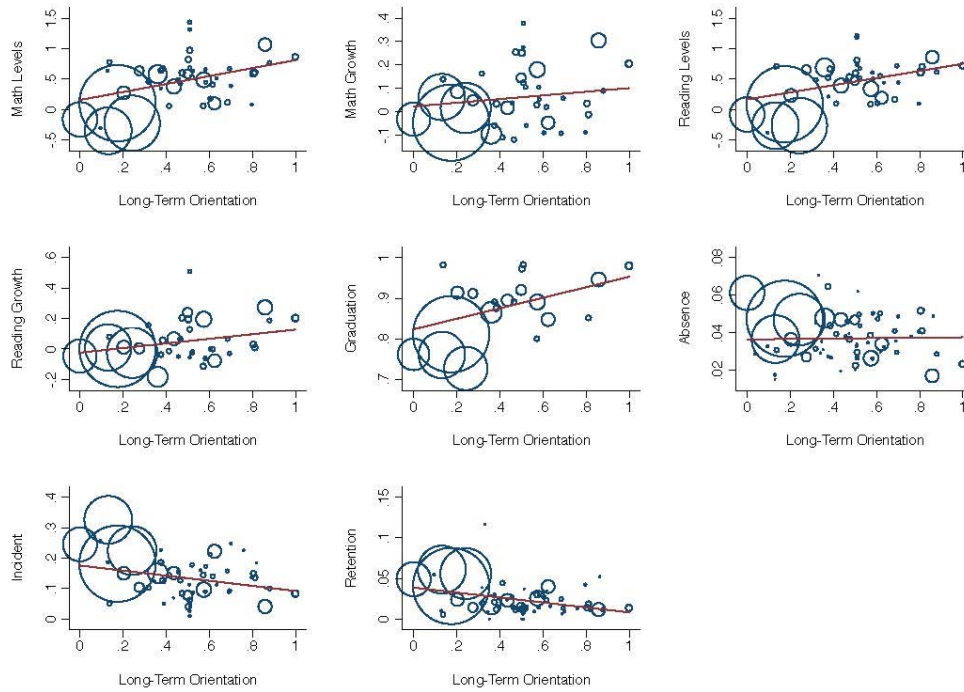 Math Levels
1.5
1
.5
0
-.5
0 .2 .4 .6 .8 1
Long-Term Orientation
Math Growth
.4
.3
.2
.1
0
-.1
0 .2 .4 .6 .8 1
Long-Term Orientation
Reading Levels
1.5
1
.5
0
-.5
0 .2 .4 .6 .8 1
Long-Term Orientation
Reading Growth
.6
.4
.2
0
-.2
0 .2 .4 .6 .8 1
Long-Term Orientation
Graduation
1
.9
.8
.7
0 .2 .4 .6 .8 1
Long-Term Orientation
Absence
.08
.06
.04
.02
0 .2 .4 .6 .8 1
Long-Term Orientation
Incident
.4
.3
.2
.1
0
0 .2 .4 .6 .8 1
Long-Term Orientation
Retention
.15
.1
.05
0
0 .2 .4 .6 .8 1
Long-Term Orientation